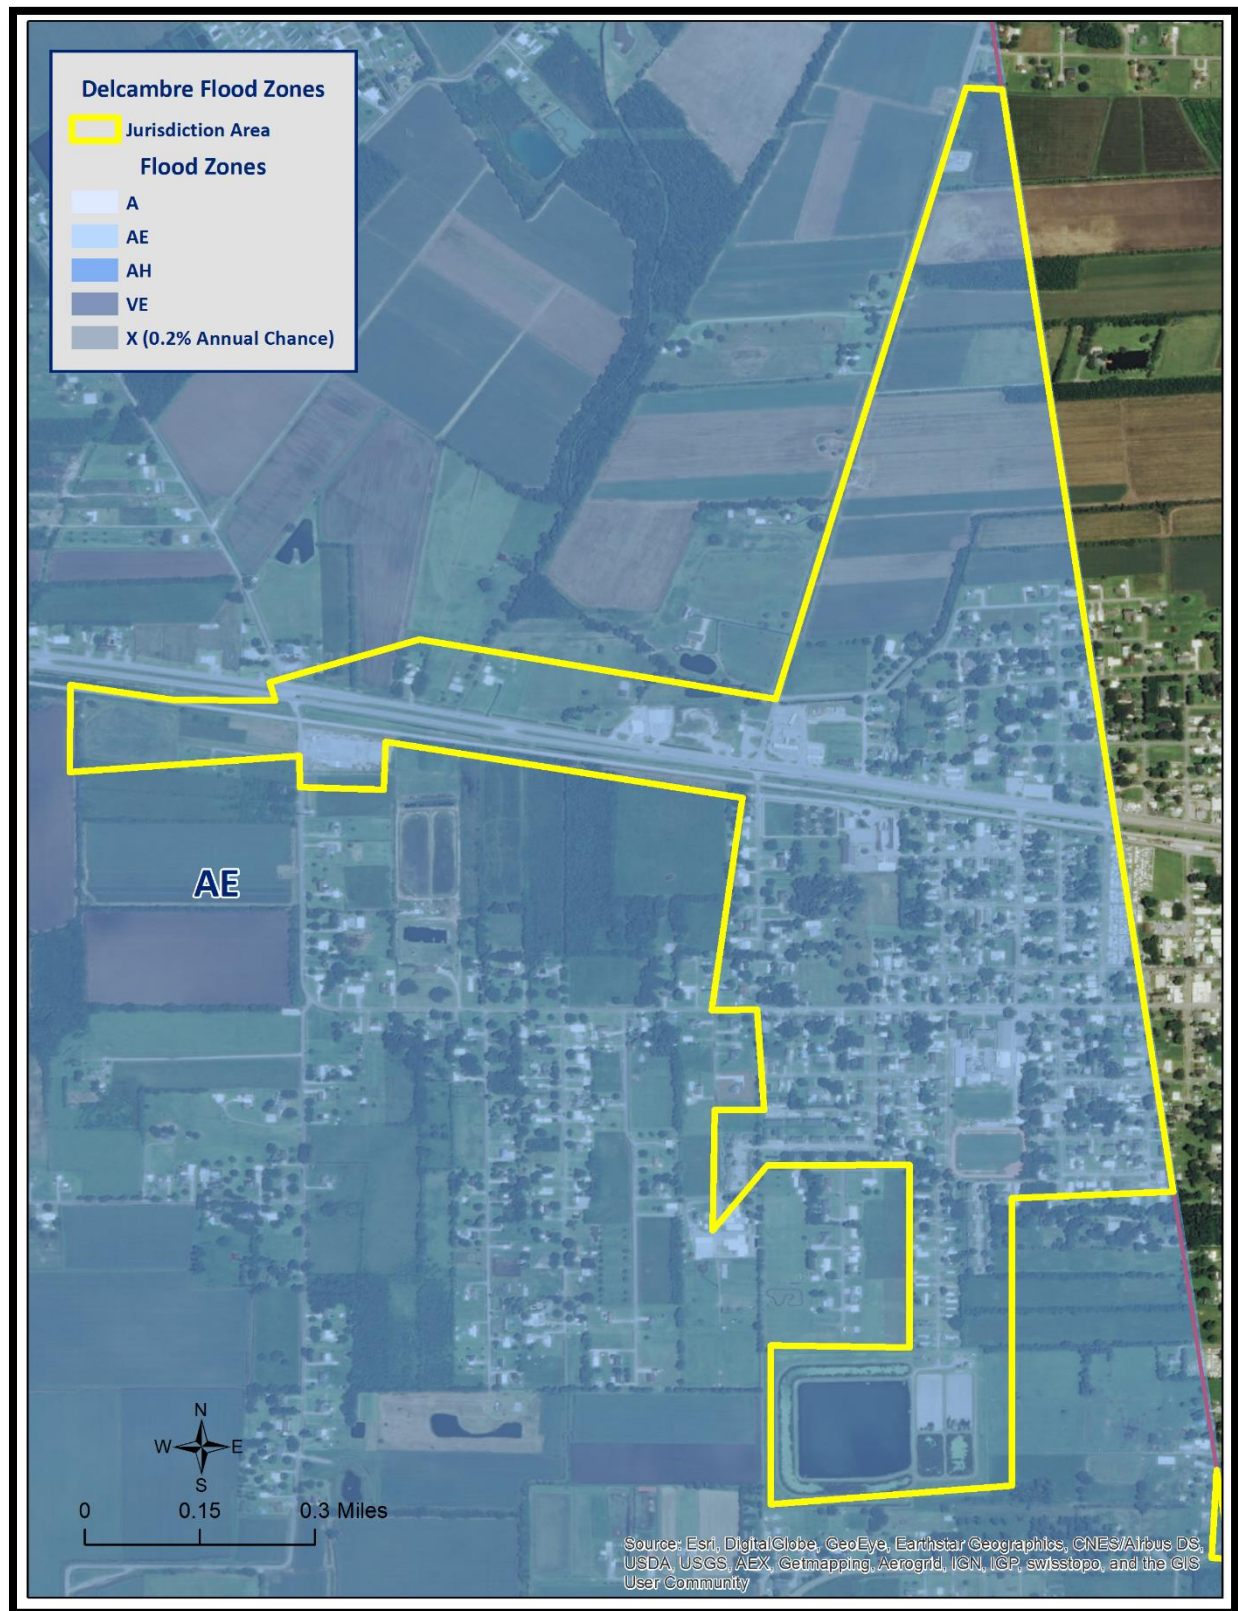 Delcambre Flood Zones
Jurisdiction Area
Flood Zones
A
AE
AH
VE
X (0.2% Annual Chance)
AE
N
W E
S
0 0.15 0.3 Miles
Source: Esri, DigitalGlobe, GeoEye, Earthstar Geographics, CNES/Airbus DS,
USDA, USGS, AEX, Getmapping, Aerogrid, IGN, IGP, swisstopo, and the GIS
User Community